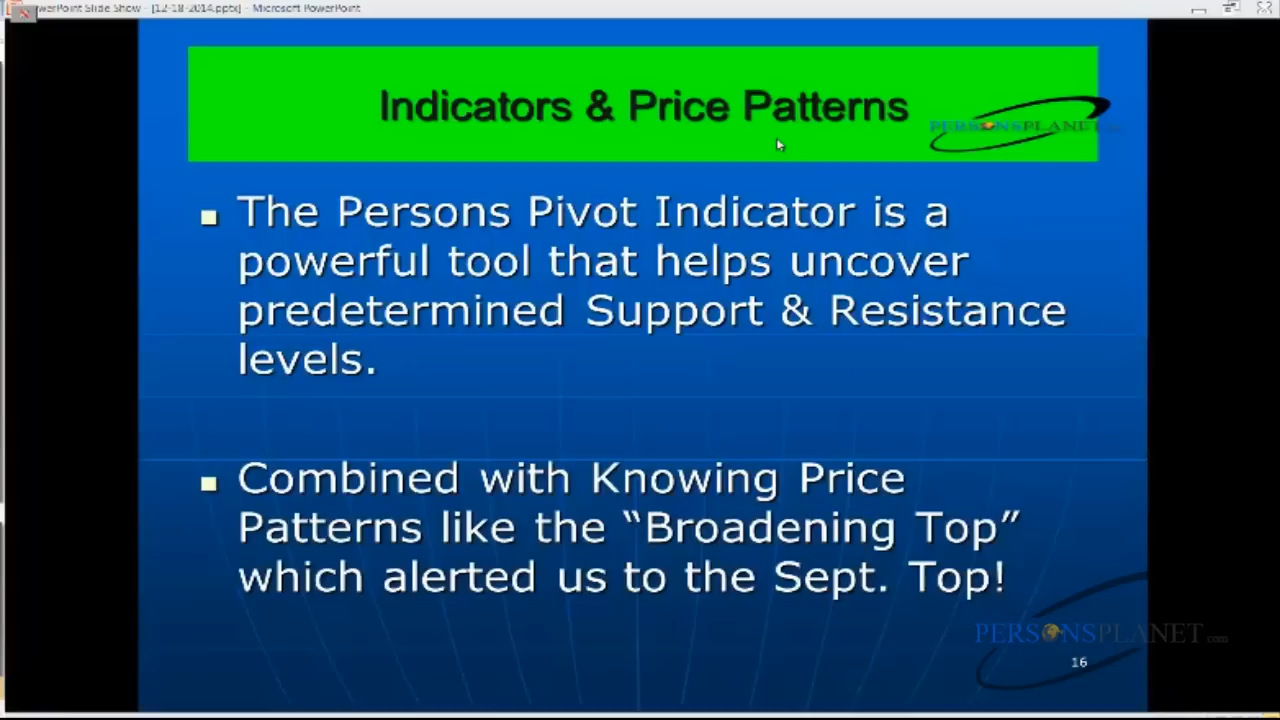 PowerPoint Slide Show - [12-18-2014.pptx] - Microsoft PowerPoint
Indicators & Price Patterns
PERSONSPLANET
The Persons Pivot Indicator is a
powerful tool that helps uncover
predetermined Support & Resistance
levels.
Combined with Knowing Price
Patterns like the “Broadening Top”
which alerted us to the Sept. Top!
PERSONSPLANET.com
16